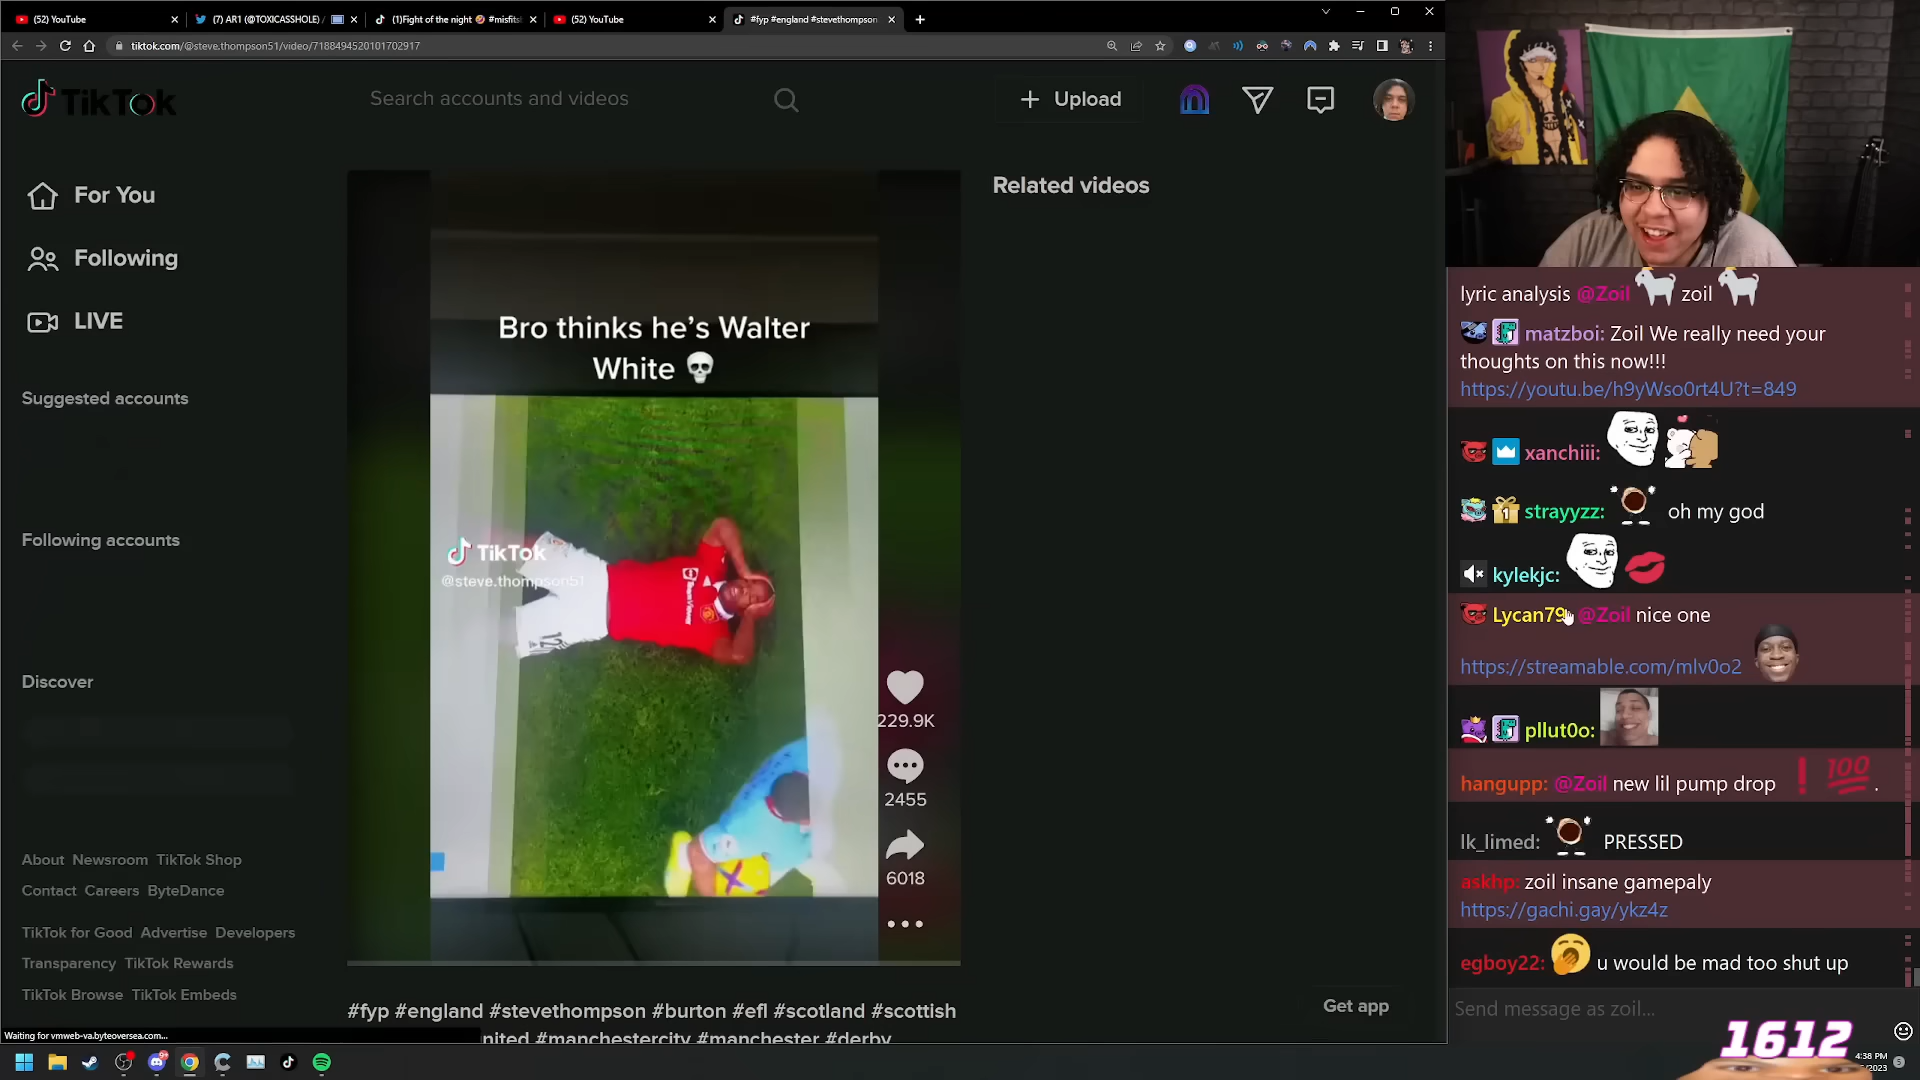 (52) YouTube
(7) AR1 (@TOXICASSHOLE) /
(1)Fight of the night 🤣 #misfits
(52) YouTube
#fyp #england #stevethompson
tiktok.com/@steve.thompson51/video/7188494520101702917
TikTok
Search accounts and videos
Upload
For You
Following
LIVE
Suggested accounts
Following accounts
Discover
About Newsroom TikTok Shop
Contact Careers ByteDance
TikTok for Good Advertise Developers
Transparency TikTok Rewards
TikTok Browse TikTok Embeds
Waiting for vmweb-va.byteoversea.com...
Bro thinks he's Walter
White 💀
TikTok
@steve.thompson51
TeamViewer
229.9K
2455
6018
#fyp #england #stevethompson #burton #efl #scotland #scottish
nited #manchestercity #manchester #derby
Related videos
Get app
lyric analysis @Zoil zoil
matzboi: Zoil We really need your
thoughts on this now!!!
https://youtu.be/h9yWso0rt4U?t=849
xanchiii:
strayyzz: oh my god
kylekjc:
Lycan79 @Zoil nice one
https://streamable.com/mlv0o2
pllut0o:
hangupp: @Zoil new lil pump drop ❗ 💯 .
lk_limed: PRESSED
askhp: zoil insane gamepaly
https://gachi.gay/ykz4z
egboy22: 🥱 u would be mad too shut up
Send message as zoil...
1612
4:38 PM
/2023